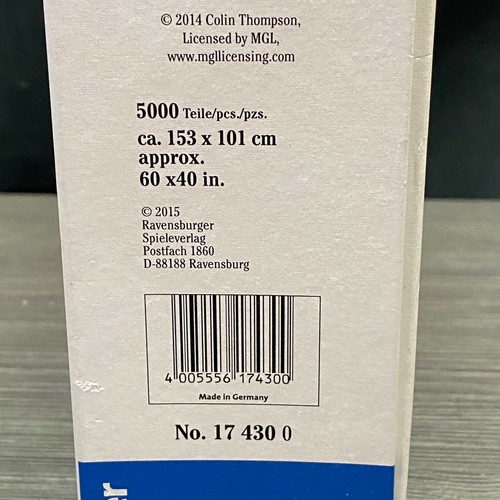 © 2014 Colin Thompson,
Licensed by MGL,
www.mgllicensing.com
5000 Teile/pcs./pzs.
ca. 153 x 101 cm
approx.
60 x40 in.
© 2015
Ravensburger
Spieleverlag
Postfach 1860
D-88188 Ravensburg
4 005556 174300
Made in Germany
No. 17 430 0
r